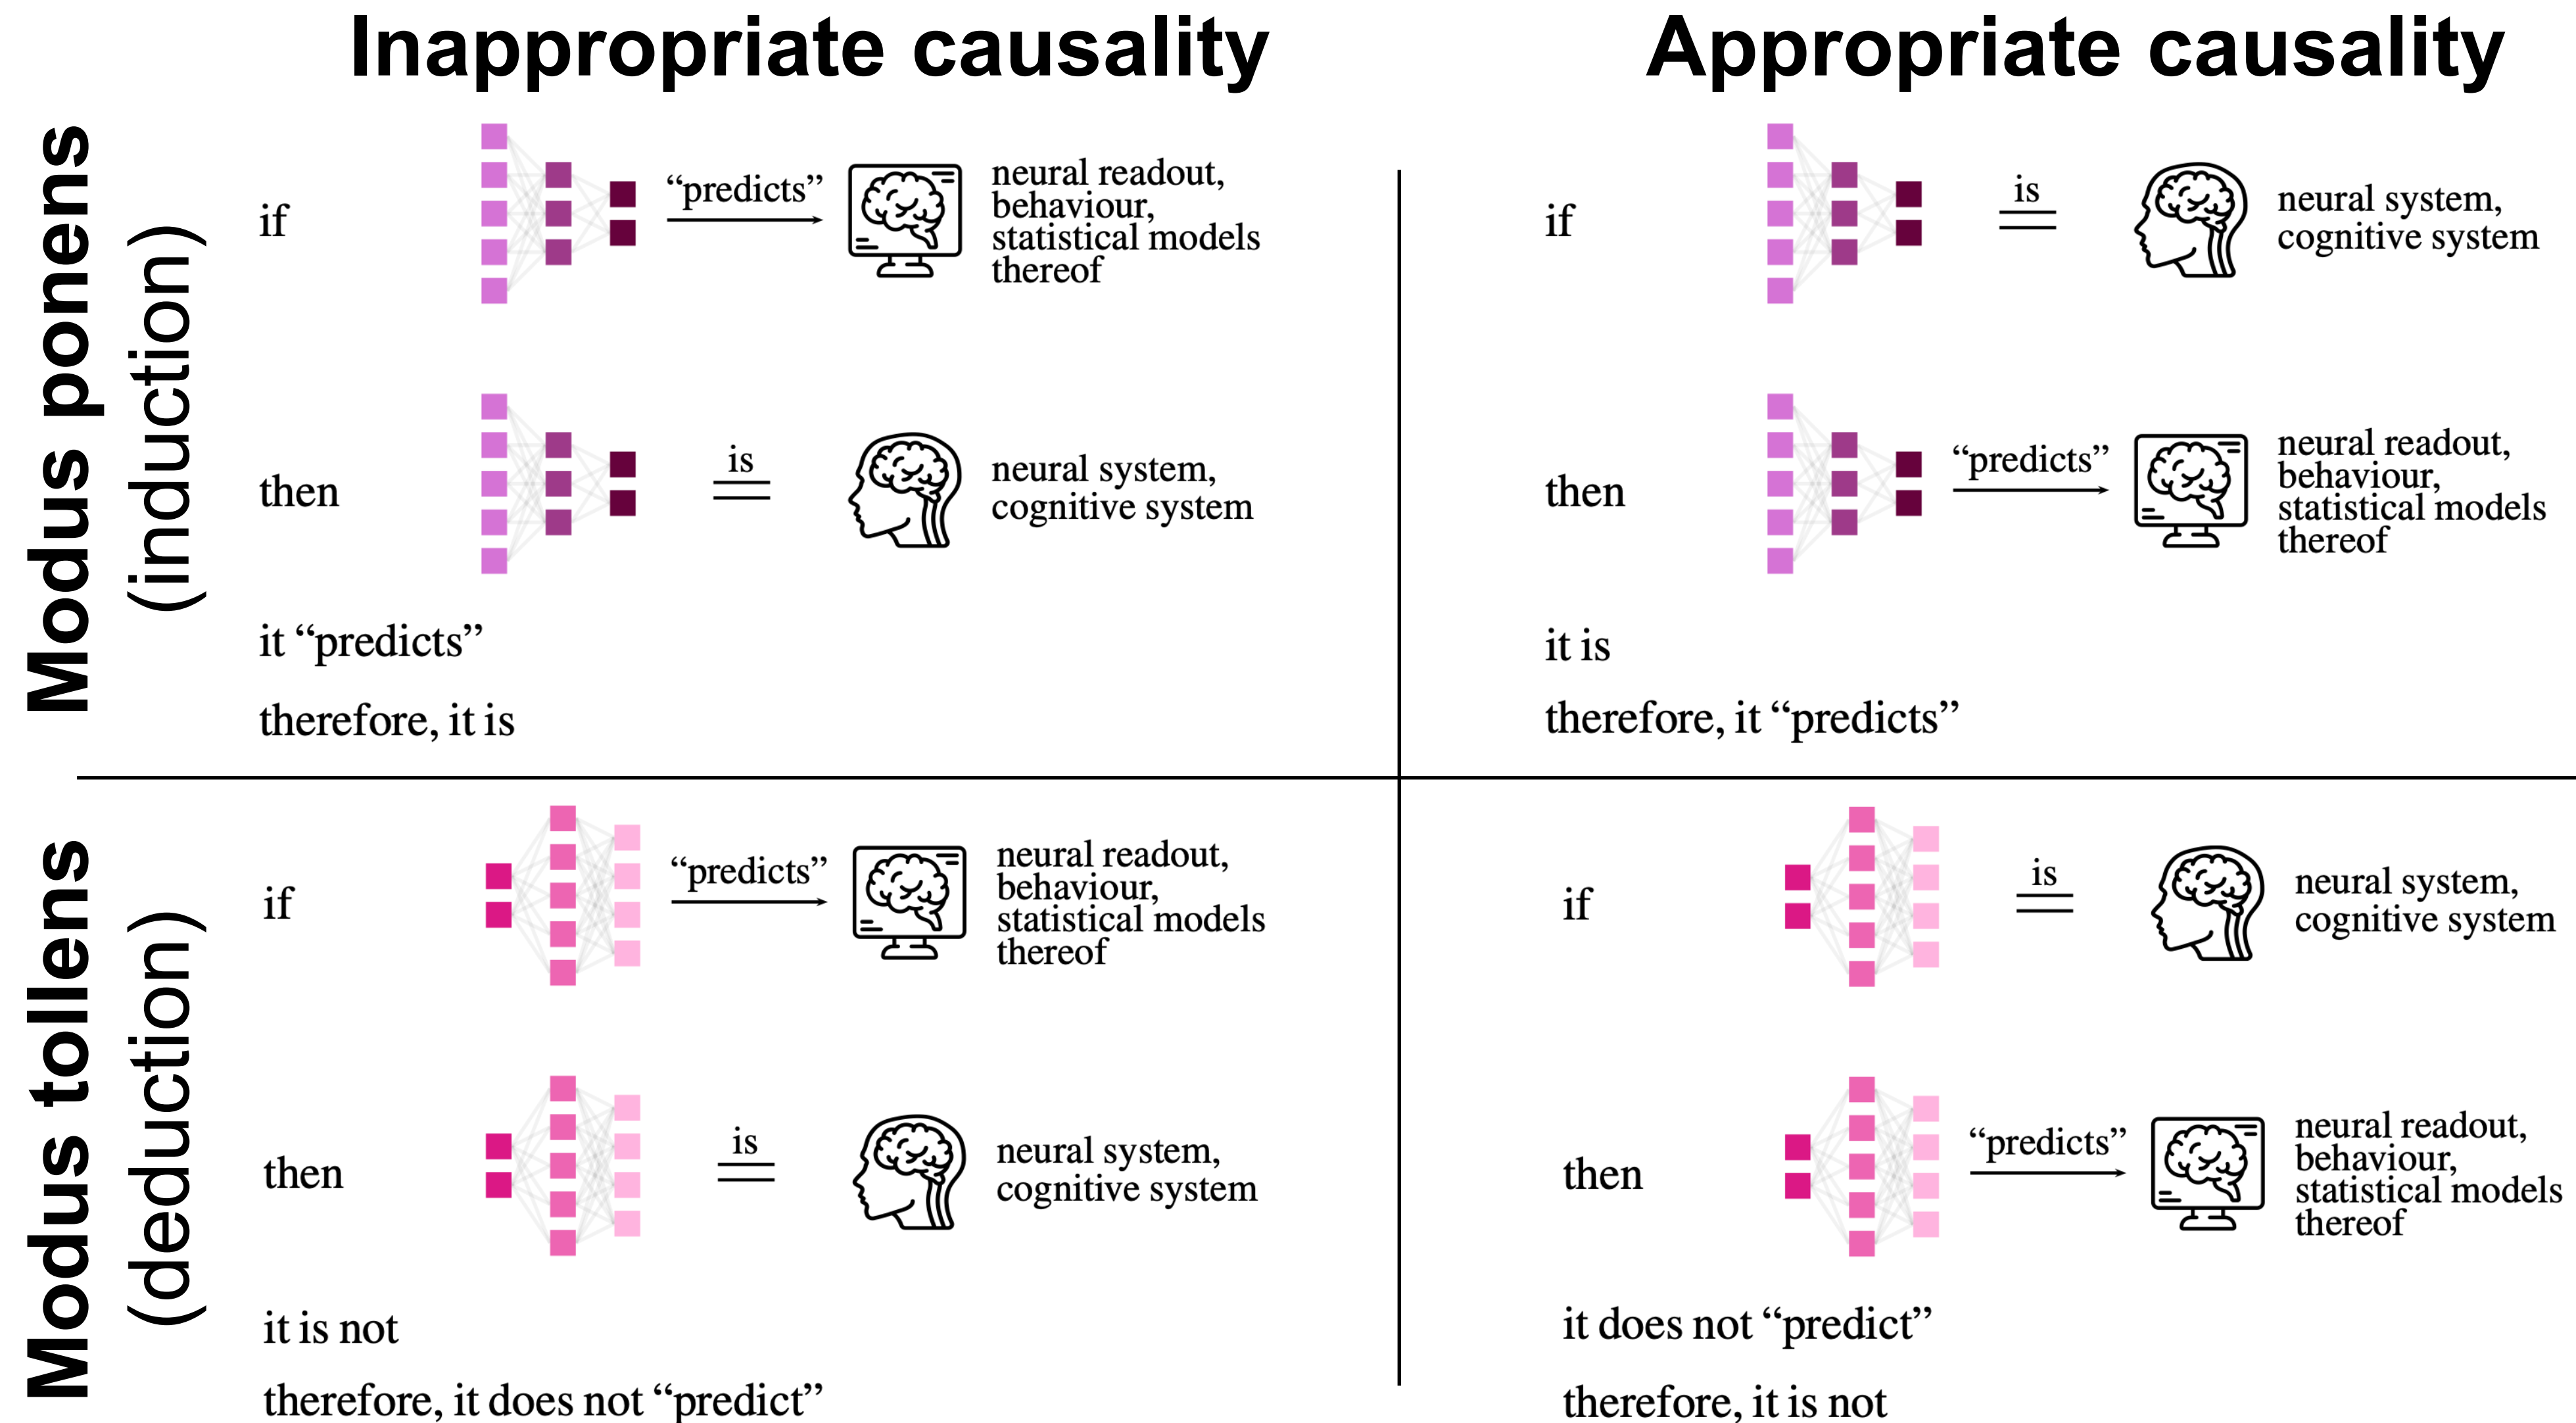 Inappropriate causality
Appropriate causality
Modus ponens
(induction)
if
“predicts”
neural readout,
behaviour,
statistical models
thereof
then
is
neural system,
cognitive system
it “predicts”
therefore, it is
if
is
neural system,
cognitive system
then
“predicts”
neural readout,
behaviour,
statistical models
thereof
it is
therefore, it “predicts”
Modus tollens
(deduction)
if
“predicts”
neural readout,
behaviour,
statistical models
thereof
then
is
neural system,
cognitive system
it is not
therefore, it does not “predict”
if
is
neural system,
cognitive system
then
“predicts”
neural readout,
behaviour,
statistical models
thereof
it does not “predict”
therefore, it is not